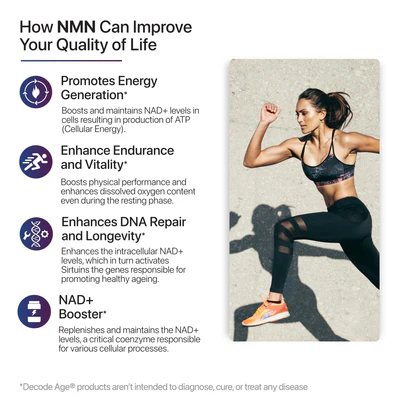 How NMN Can Improve
Your Quality of Life
Promotes Energy
Generation*
Boosts and maintains NAD+ levels in
cells resulting in production of ATP
(Cellular Energy).
Enhance Endurance
and Vitality*
Boosts physical performance and
enhances dissolved oxygen content
even during the resting phase.
Enhances DNA Repair
and Longevity*
Enhances the intracellular NAD+
levels, which in turn activates
Sirtuins the genes responsible for
promoting healthy ageing.
NAD+
Booster*
Replenishes and maintains the NAD+
levels, a critical coenzyme responsible
for various cellular processes.
*Decode Age® products aren't intended to diagnose, cure, or treat any disease